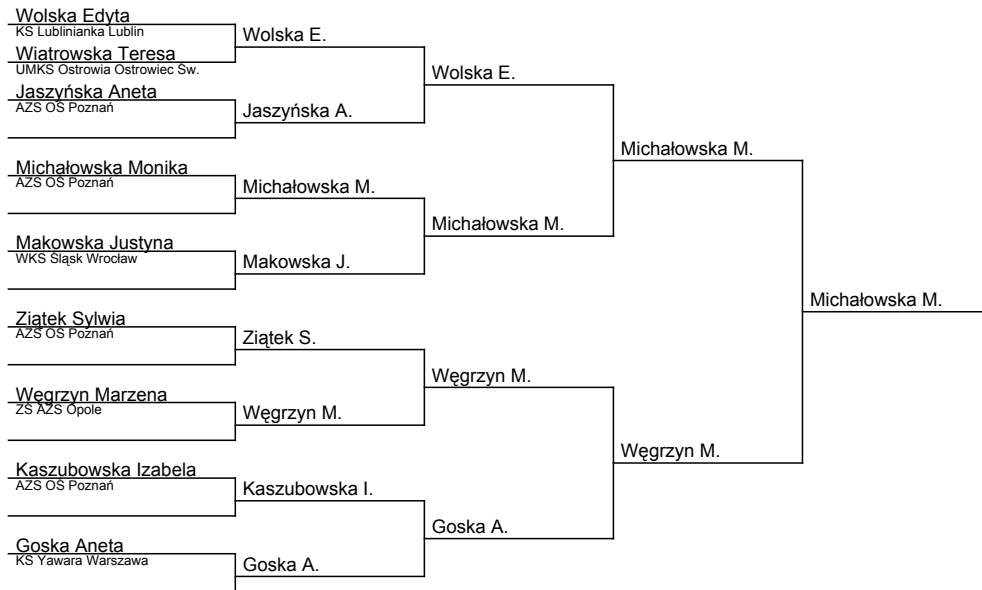 Wolska Edyta
KS Lublinianka Lublin
Wolska E.
Wiatrowska Teresa
UMKS Ostrowia Ostrowiec Św.
Wolska E.
Jaszyńska Aneta
AZS OŚ Poznań
Jaszyńska A.
Michałowska M.
Michałowska Monika
AZS OŚ Poznań
Michałowska M.
Michałowska M.
Makowska Justyna
WKS Śląsk Wrocław
Makowska J.
Michałowska M.
Ziątek Sylwia
AZS OŚ Poznań
Ziątek S.
Węgrzyn M.
Węgrzyn Marzena
ZS AZS Opole
Węgrzyn M.
Węgrzyn M.
Kaszubowska Izabela
AZS OŚ Poznań
Kaszubowska I.
Goska A.
Goska Aneta
KS Yawara Warszawa
Goska A.